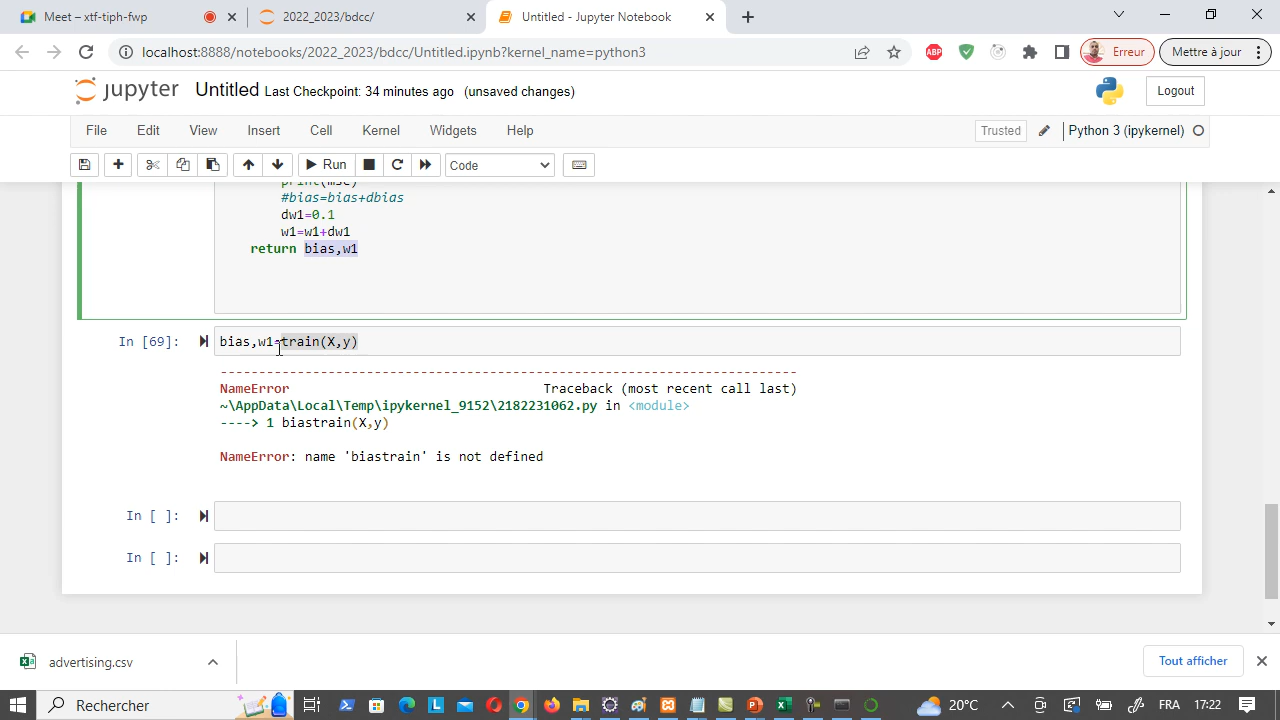 Meet – xtf-tiph-fwp
2022_2023/bdcc/
Untitled - Jupyter Notebook
localhost:8888/notebooks/2022_2023/bdcc/Untitled.ipynb?kernel_name=python3
ABP
Erreur
Mettre à jour
jupyter Untitled Last Checkpoint: 34 minutes ago (unsaved changes)
Logout
File Edit View Insert Cell Kernel Widgets Help
Trusted
Python 3 (ipykernel)
Run
Code
print(mse)
#bias=bias+dbias
dw1=0.1
w1=w1+dw1
return bias,w1
In [69]: bias,w1=train(X,y)
---------------------------------------------------------------------------
NameError Traceback (most recent call last)
~\AppData\Local\Temp\ipykernel_9152\2182231062.py in <module>
----> 1 biastrain(X,y)
NameError: name 'biastrain' is not defined
In [ ]:
In [ ]:
advertising.csv
Tout afficher
Rechercher
20°C
FRA
17:22